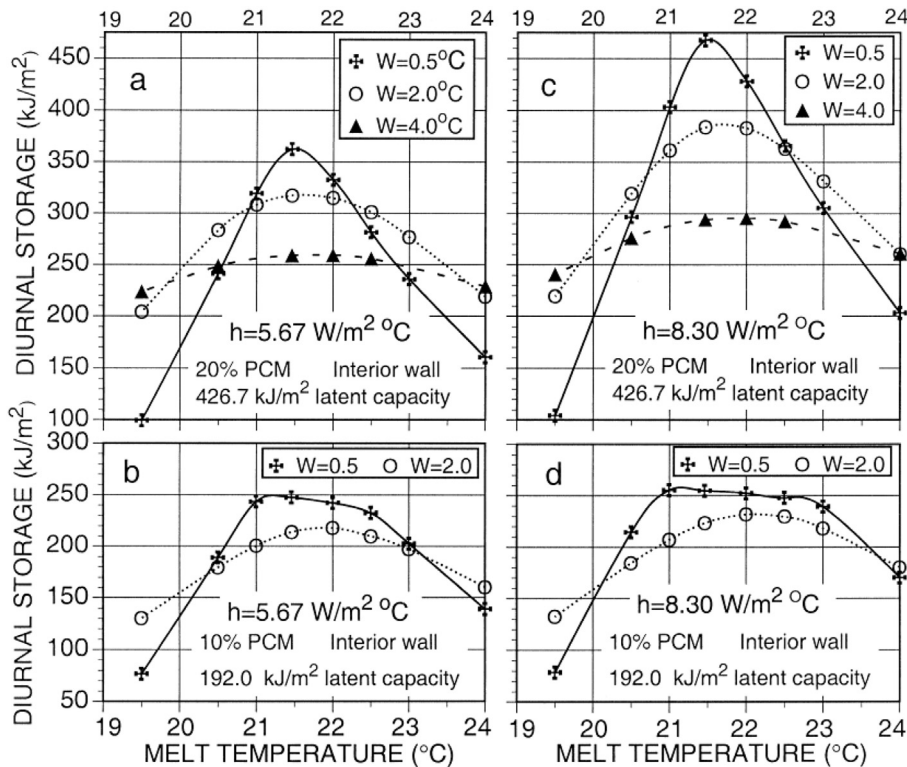 19 20 21 22 23 24
19 20 21 22 23 24
DIURNAL STORAGE (kJ/m²)
450
400
350
300
250
200
150
100
a
W=0.5°C
W=2.0°C
W=4.0°C
h=5.67 W/m² °C
20% PCM Interior wall
426.7 kJ/m² latent capacity
c
W=0.5
W=2.0
W=4.0
h=8.30 W/m² °C
20% PCM Interior wall
426.7 kJ/m² latent capacity
DIURNAL STORAGE (kJ/m²)
300
250
200
150
100
50
b
W=0.5 W=2.0
h=5.67 W/m² °C
10% PCM Interior wall
192.0 kJ/m² latent capacity
d
W=0.5 W=2.0
h=8.30 W/m² °C
10% PCM Interior wall
192.0 kJ/m² latent capacity
19 20 21 22 23 24
19 20 21 22 23 24
MELT TEMPERATURE (°C)
MELT TEMPERATURE (°C)